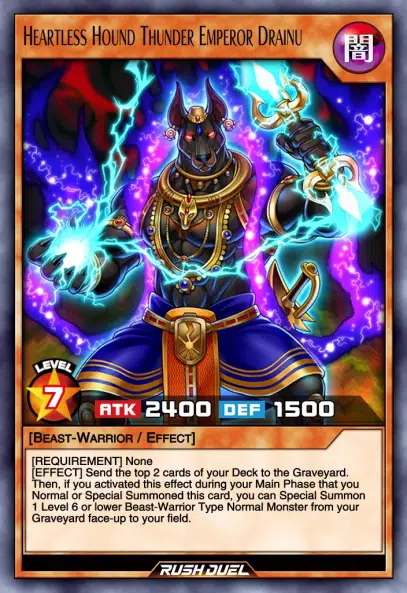 Heartless Hound Thunder Emperor Drainu
闇
LEVEL
7
ATK 2400 DEF 1500
[Beast-Warrior / Effect]
[REQUIREMENT] None
[EFFECT] Send the top 2 cards of your Deck to the Graveyard.
Then, if you activated this effect during your Main Phase that you
Normal or Special Summoned this card, you can Special Summon
1 Level 6 or lower Beast-Warrior Type Normal Monster from your
Graveyard face-up to your field.
RUSH DUEL